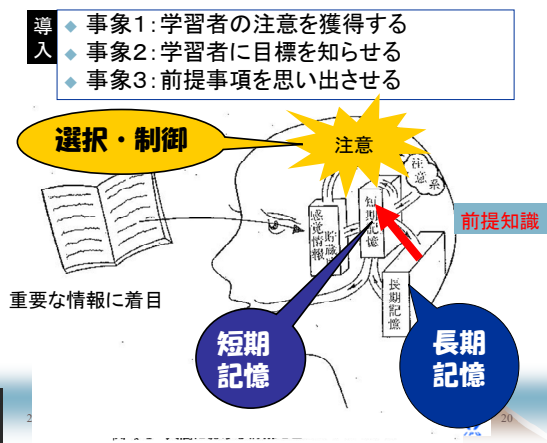 導入
◆ 事象1：学習者の注意を獲得する
◆ 事象2：学習者に目標を知らせる
◆ 事象3：前提事項を思い出させる
選択・制御
注意
注意系
短期記憶
感覚情報貯蔵
前提知識
長期記憶
重要な情報に着目
短期
記憶
長期
記憶
20